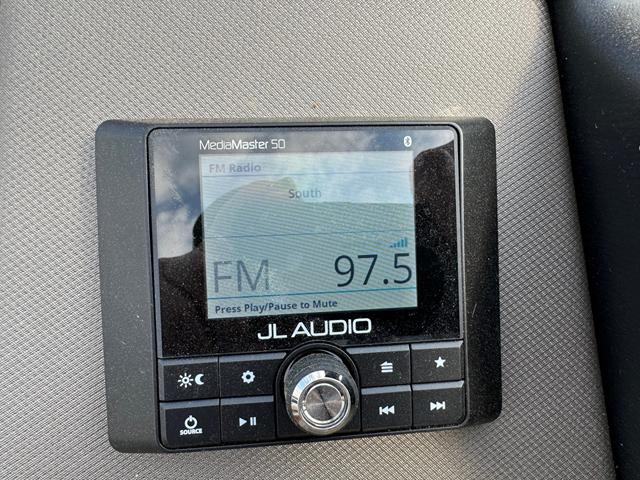 MediaMaster 50
FM Radio
South
FM 97.5
Press Play/Pause to Mute
JL AUDIO
SOURCE